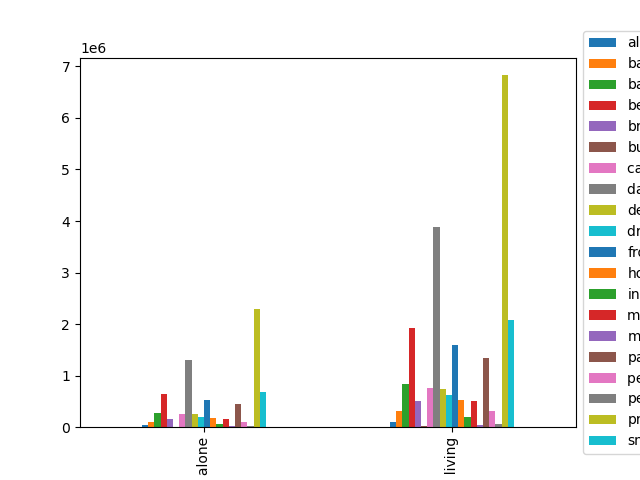 1e6
7
6
5
4
3
2
1
0
alone
living
al
ba
ba
be
br
bu
ca
da
de
dr
fro
ho
in
m
m
pa
pe
pe
pr
sn